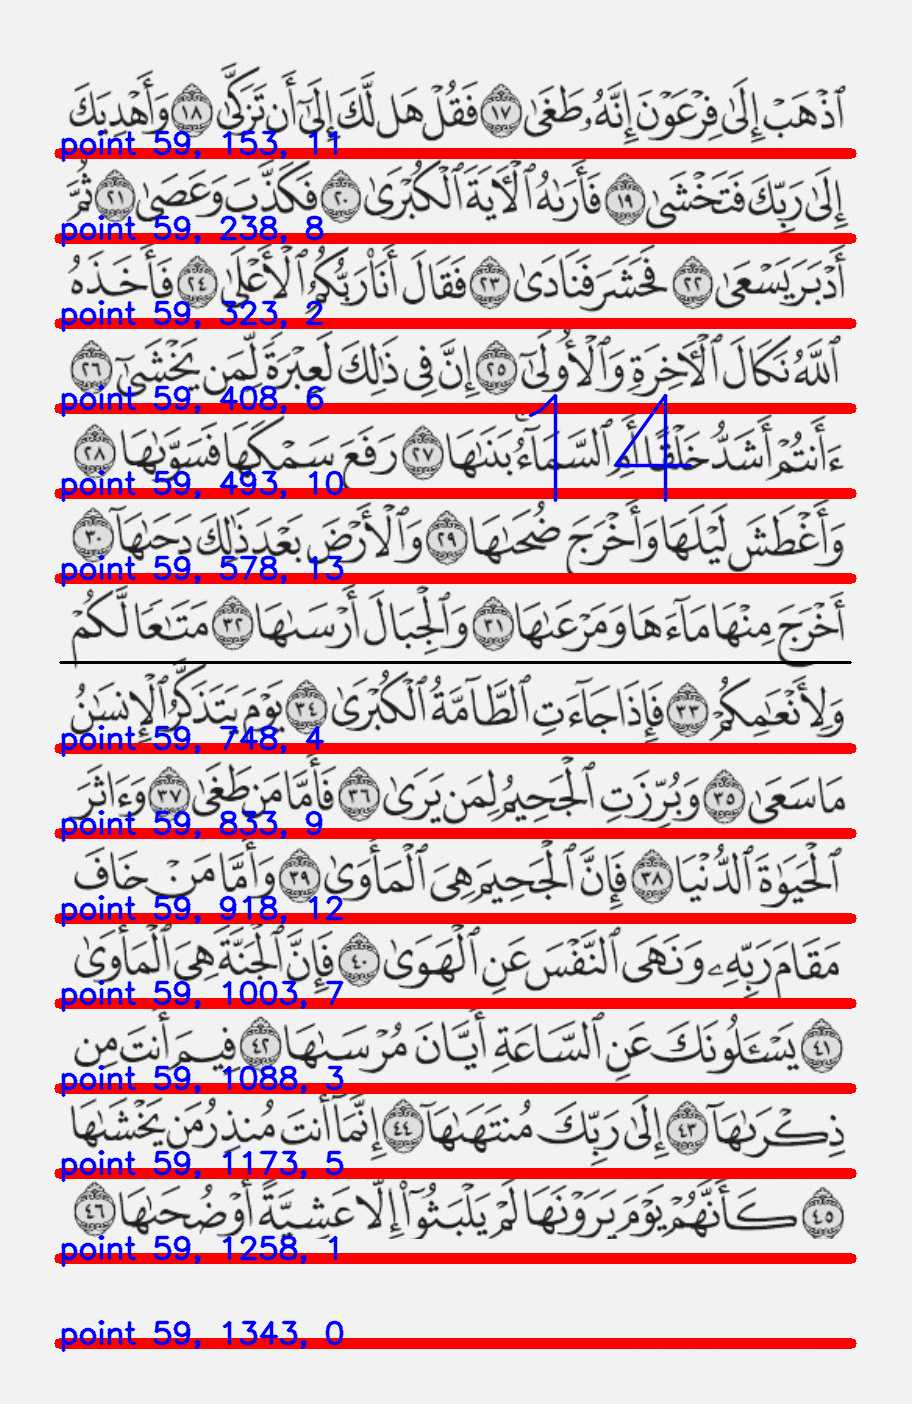 ٱذْهَبْ إِلَىٰ فِرْعَوْنَ إِنَّهُۥ طَغَىٰ ١٧ فَقُلْ هَل لَّكَ إِلَىٰٓ أَن تَزَكَّىٰ ١٨ وَأَهْدِيَكَ
point 59, 153, 11
إِلَىٰ رَبِّكَ فَتَخْشَىٰ ١٩ فَأَرَىٰهُ ٱلْـَٔايَةَ ٱلْكُبْرَىٰ ٢٠ فَكَذَّبَ وَعَصَىٰ ٢١ ثُمَّ
point 59, 238, 8
أَدْبَرَ يَسْعَىٰ ٢٢ فَحَشَرَ فَنَادَىٰ ٢٣ فَقَالَ أَنَا۠ رَبُّكُمُ ٱلْأَعْلَىٰ ٢٤ فَأَخَذَهُ
point 59, 323, 2
ٱللَّهُ نَكَالَ ٱلْـَٔاخِرَةِ وَٱلْأُولَىٰٓ ٢٥ إِنَّ فِى ذَٰلِكَ لَعِبْرَةً لِّمَن يَخْشَىٰٓ ٢٦
point 59, 408, 6
14
ءَأَنتُمْ أَشَدُّ خَلْقًا أَمِ ٱلسَّمَآءُ بَنَىٰهَا ٢٧ رَفَعَ سَمْكَهَا فَسَوَّىٰهَا ٢٨
point 59, 493, 10
وَأَغْطَشَ لَيْلَهَا وَأَخْرَجَ ضُحَىٰهَا ٢٩ وَٱلْأَرْضَ بَعْدَ ذَٰلِكَ دَحَىٰهَآ ٣٠
point 59, 578, 13
أَخْرَجَ مِنْهَا مَآءَهَا وَمَرْعَىٰهَا ٣١ وَٱلْجِبَالَ أَرْسَىٰهَا ٣٢ مَتَٰعًا لَّكُمْ
وَلِأَنْعَٰمِكُمْ ٣٣ فَإِذَا جَآءَتِ ٱلطَّآمَّةُ ٱلْكُبْرَىٰ ٣٤ يَوْمَ يَتَذَكَّرُ ٱلْإِنسَٰنُ
point 59, 748, 4
مَا سَعَىٰ ٣٥ وَبُرِّزَتِ ٱلْجَحِيمُ لِمَن يَرَىٰ ٣٦ فَأَمَّا مَن طَغَىٰ ٣٧ وَءَاثَرَ
point 59, 833, 9
ٱلْحَيَوٰةَ ٱلدُّنْيَا ٣٨ فَإِنَّ ٱلْجَحِيمَ هِىَ ٱلْمَأْوَىٰ ٣٩ وَأَمَّا مَنْ خَافَ
point 59, 918, 12
مَقَامَ رَبِّهِۦ وَنَهَى ٱلنَّفْسَ عَنِ ٱلْهَوَىٰ ٤٠ فَإِنَّ ٱلْجَنَّةَ هِىَ ٱلْمَأْوَىٰ
point 59, 1003, 7
٤١ يَسْـَٔلُونَكَ عَنِ ٱلسَّاعَةِ أَيَّانَ مُرْسَىٰهَا ٤٢ فِيمَ أَنتَ مِن
point 59, 1088, 3
ذِكْرَىٰهَآ ٤٣ إِلَىٰ رَبِّكَ مُنتَهَىٰهَآ ٤٤ إِنَّمَآ أَنتَ مُنذِرُ مَن يَخْشَىٰهَا
point 59, 1173, 5
٤٥ كَأَنَّهُمْ يَوْمَ يَرَوْنَهَا لَمْ يَلْبَثُوٓا۟ إِلَّا عَشِيَّةً أَوْ ضُحَىٰهَا ٤٦
point 59, 1258, 1
point 59, 1343, 0